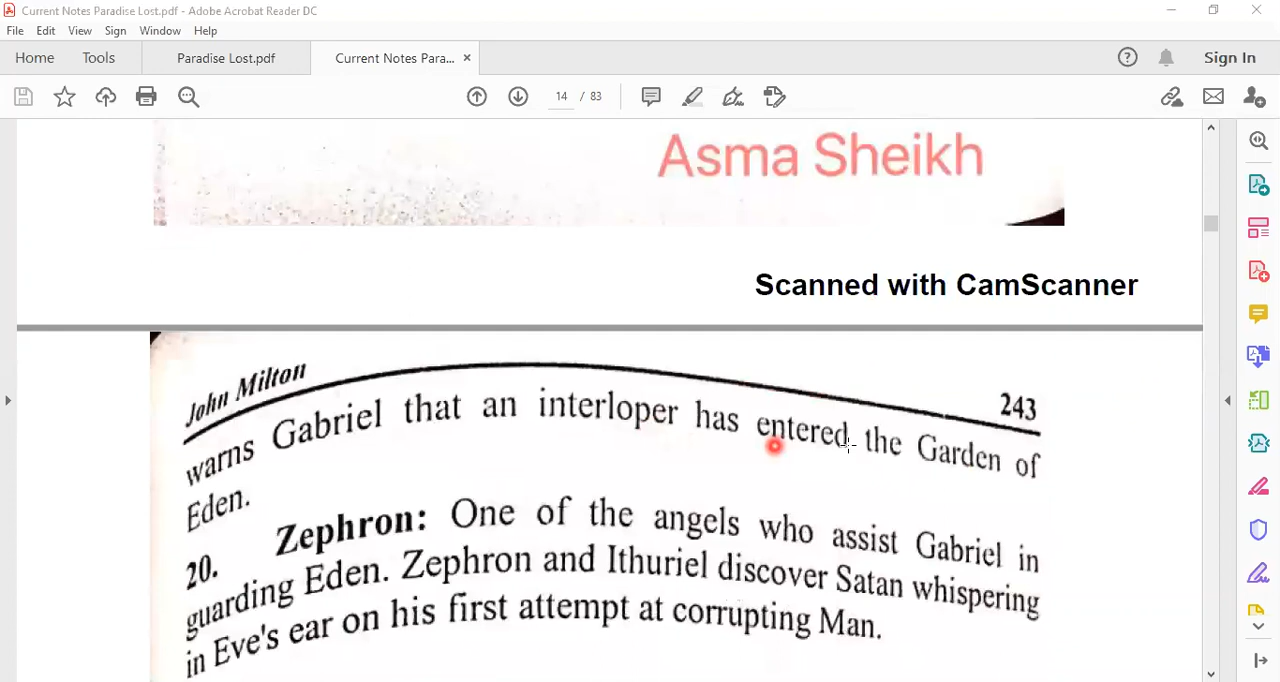 Current Notes Paradise Lost.pdf - Adobe Acrobat Reader DC
File Edit View Sign Window Help
Home Tools Paradise Lost.pdf Current Notes Para... × Sign In
14 / 83
Asma Sheikh
Scanned with CamScanner
John Milton 243
warns Gabriel that an interloper has entered the Garden of
Eden.
20. Zephron: One of the angels who assist Gabriel in
guarding Eden. Zephron and Ithuriel discover Satan whispering
in Eve's ear on his first attempt at corrupting Man.